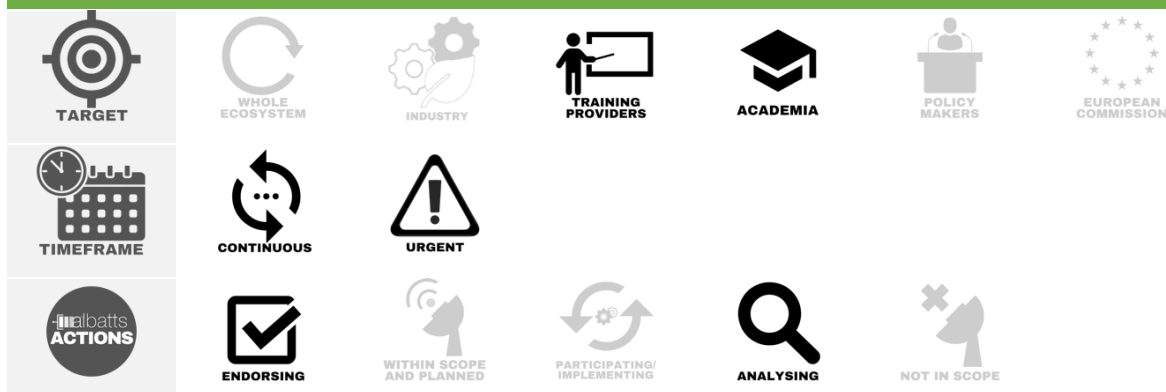 TARGET
WHOLE
ECOSYSTEM
INDUSTRY
TRAINING
PROVIDERS
ACADEMIA
POLICY
MAKERS
EUROPEAN
COMMISSION
TIMEFRAME
CONTINUOUS
URGENT
albatts
ACTIONS
ENDORSING
WITHIN SCOPE
AND PLANNED
PARTICIPATING/
IMPLEMENTING
ANALYSING
NOT IN SCOPE